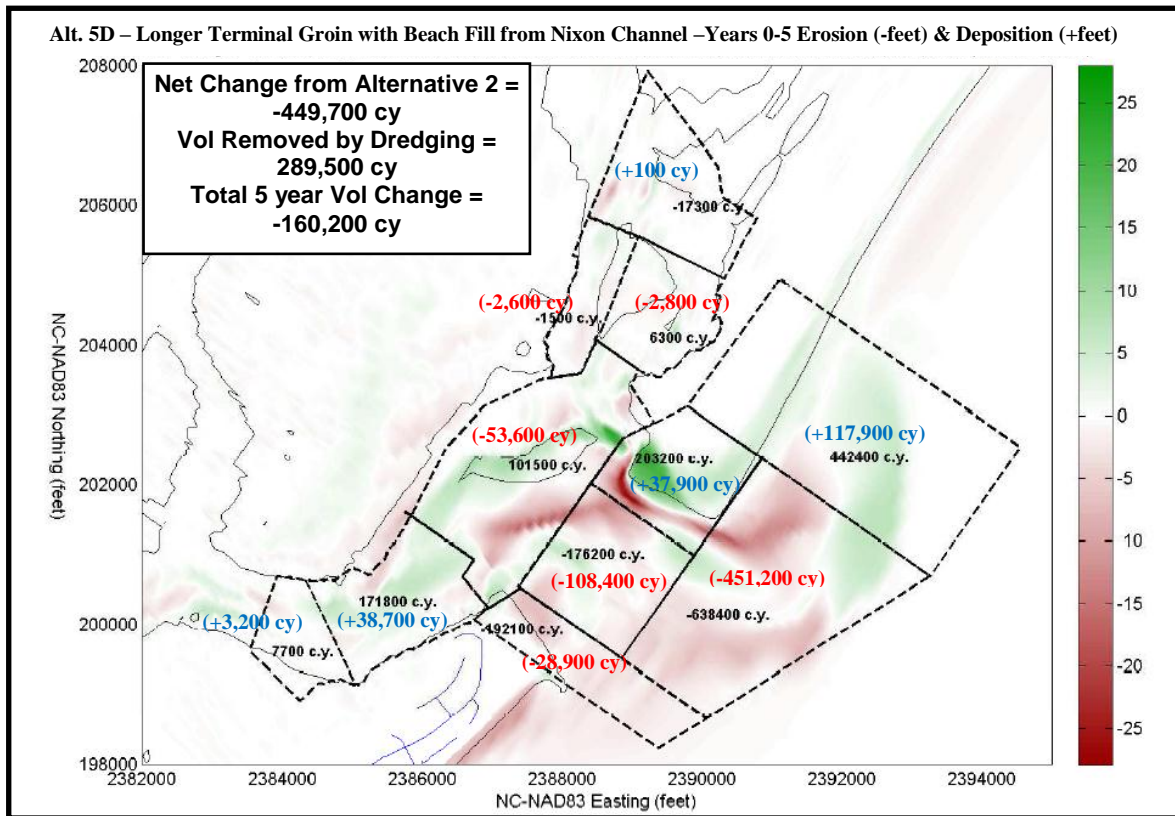 Alt. 5D – Longer Terminal Groin with Beach Fill from Nixon Channel –Years 0-5 Erosion (-feet) & Deposition (+feet)
Net Change from Alternative 2 =
-449,700 cy
Vol Removed by Dredging =
289,500 cy
Total 5 year Vol Change =
-160,200 cy
208000
206000
204000
202000
200000
198000
NC-NAD83 Northing (feet)
(+100 cy)
-17300 c.y.
(-2,600 cy)
-1500 c.y.
(-2,800 cy)
6300 c.y.
(-53,600 cy)
101500 c.y.
203200 c.y.
(+37,900 cy)
(+117,900 cy)
442400 c.y.
-176200 c.y.
(-108,400 cy)
(-451,200 cy)
-638400 c.y.
171800 c.y.
(+38,700 cy)
(+3,200 cy)
7700 c.y.
-192100 c.y.
(-28,900 cy)
2382000 2384000 2386000 2388000 2390000 2392000 2394000
NC-NAD83 Easting (feet)
25
20
15
10
5
0
-5
-10
-15
-20
-25